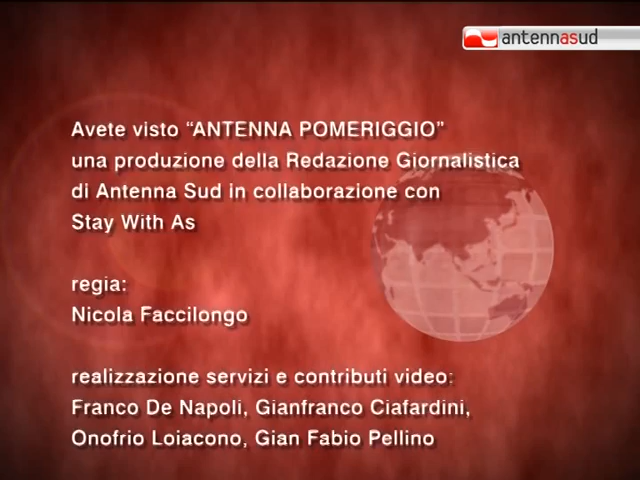 antennasud
Avete visto “ANTENNA POMERIGGIO”
una produzione della Redazione Giornalistica
di Antenna Sud in collaborazione con
Stay With As
regia:
Nicola Faccilongo
realizzazione servizi e contributi video:
Franco De Napoli, Gianfranco Ciafardini,
Onofrio Loiacono, Gian Fabio Pellino